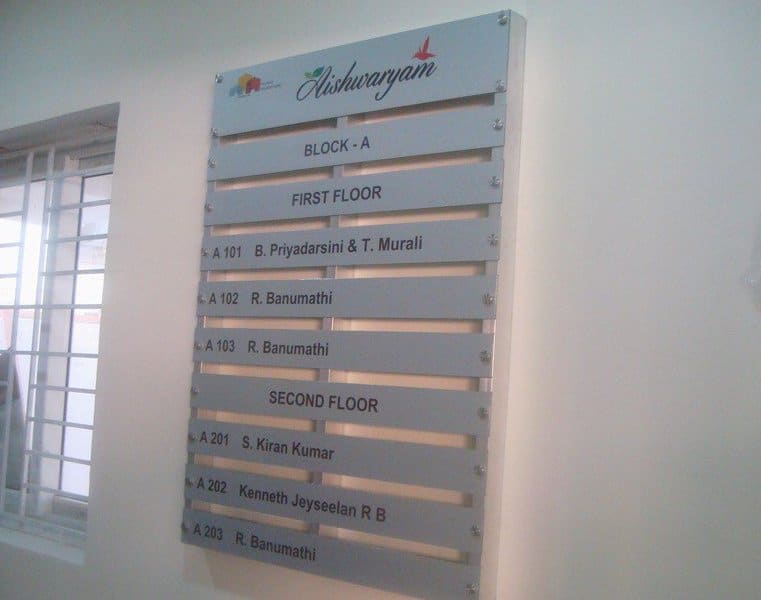 Aishwaryam
BLOCK - A
FIRST FLOOR
A 101 B. Priyadarsini & T. Murali
A 102 R. Banumathi
A 103 R. Banumathi
SECOND FLOOR
A 201 S. Kiran Kumar
A 202 Kenneth Jeyseelan R B
A 203 R. Banumathi